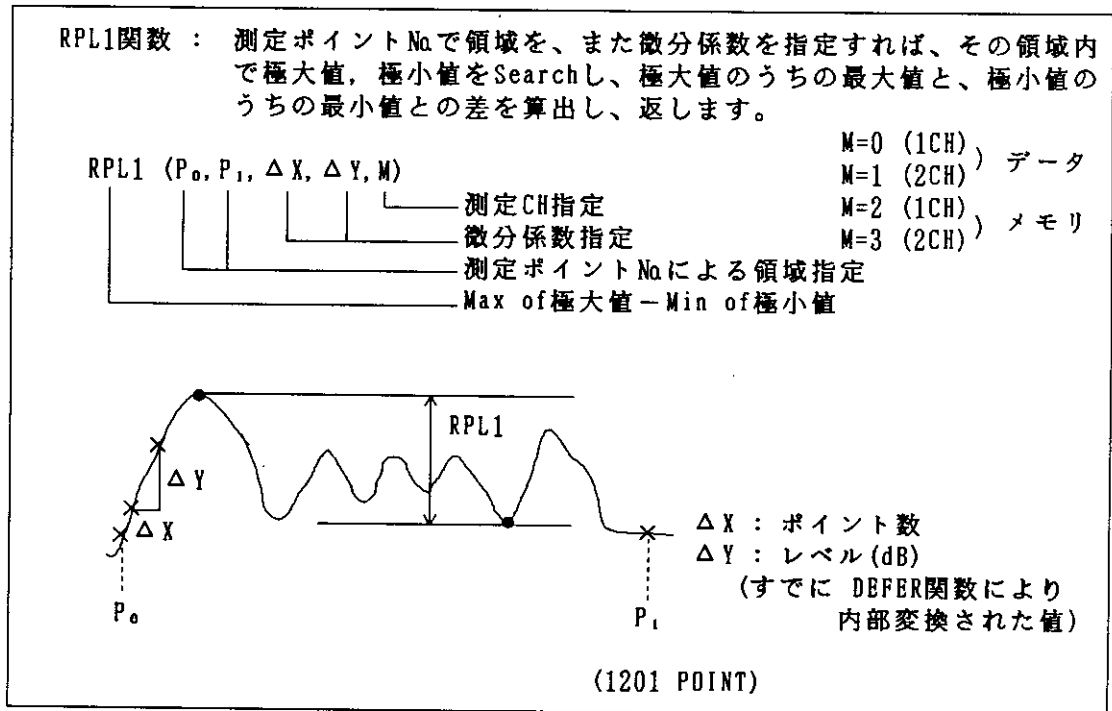 RPL1関数 : 測定ポイント№で領域を、また微分係数を指定すれば、その領域内
で極大値, 極小値をSearchし、極大値のうちの最大値と、極小値の
うちの最小値との差を算出し、返します。
M=0 (1CH)
M=1 (2CH) ) データ
RPL1 (P₀, P₁, ΔX, ΔY, M)
M=2 (1CH)
M=3 (2CH) ) メモリ
測定CH指定
微分係数指定
測定ポイント№による領域指定
Max of極大値－Min of極小値
RPL1
ΔY
ΔX
ΔX : ポイント数
ΔY : レベル(dB)
(すでに DEFER関数により
内部変換された値)
P₀
P₁
(1201 POINT)